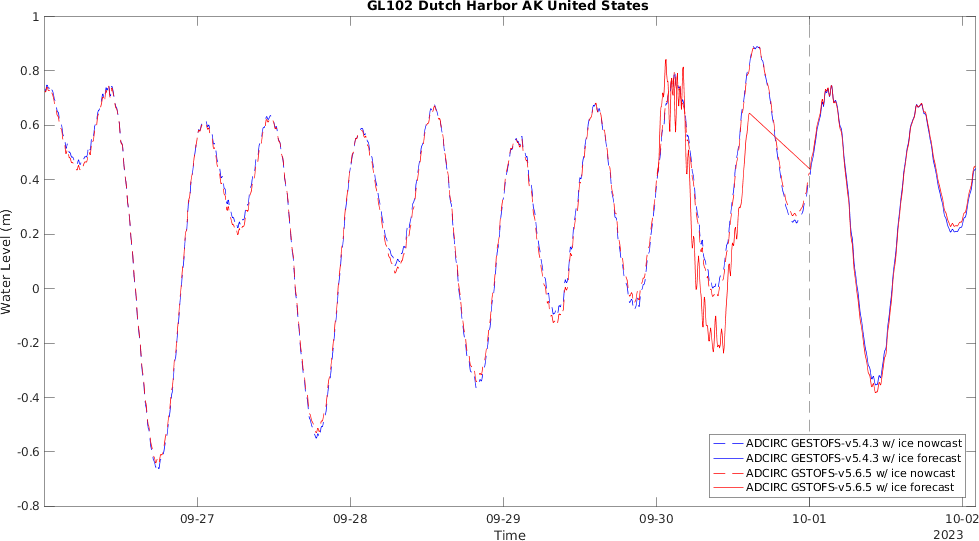 GL102 Dutch Harbor AK United States
1
0.8
0.6
0.4
0.2
0
-0.2
-0.4
-0.6
-0.8
Water Level (m)
ADCIRC GESTOFS-v5.4.3 w/ ice nowcast
ADCIRC GESTOFS-v5.4.3 w/ ice forecast
ADCIRC GSTOFS-v5.6.5 w/ ice nowcast
ADCIRC GSTOFS-v5.6.5 w/ ice forecast
09-27 09-28 09-29 09-30 10-01 10-02
Time
2023